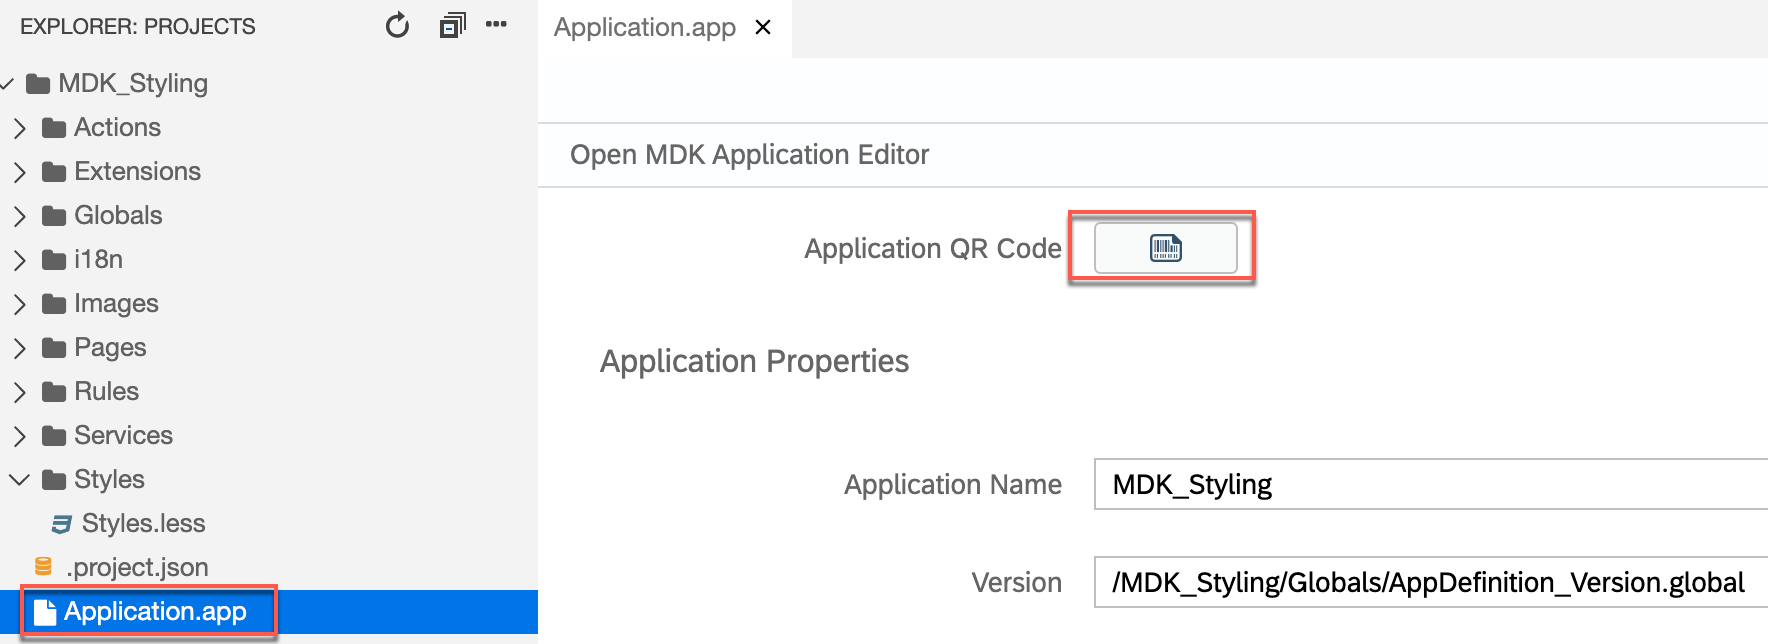 EXPLORER: PROJECTS
MDK_Styling
Actions
Extensions
Globals
i18n
Images
Pages
Rules
Services
Styles
Styles.less
.project.json
Application.app
Application.app
Open MDK Application Editor
Application QR Code
Application Properties
Application Name MDK_Styling
Version /MDK_Styling/Globals/AppDefinition_Version.global